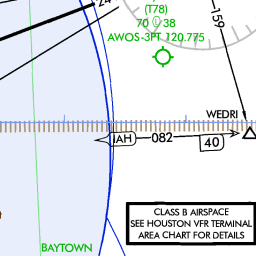 (T78)
24
70 38
AWOS-3PT 120.775
159
WEDRI
IAH 082 40
CLASS B AIRSPACE
SEE HOUSTON VFR TERMINAL
AREA CHART FOR DETAILS
BAYTOWN